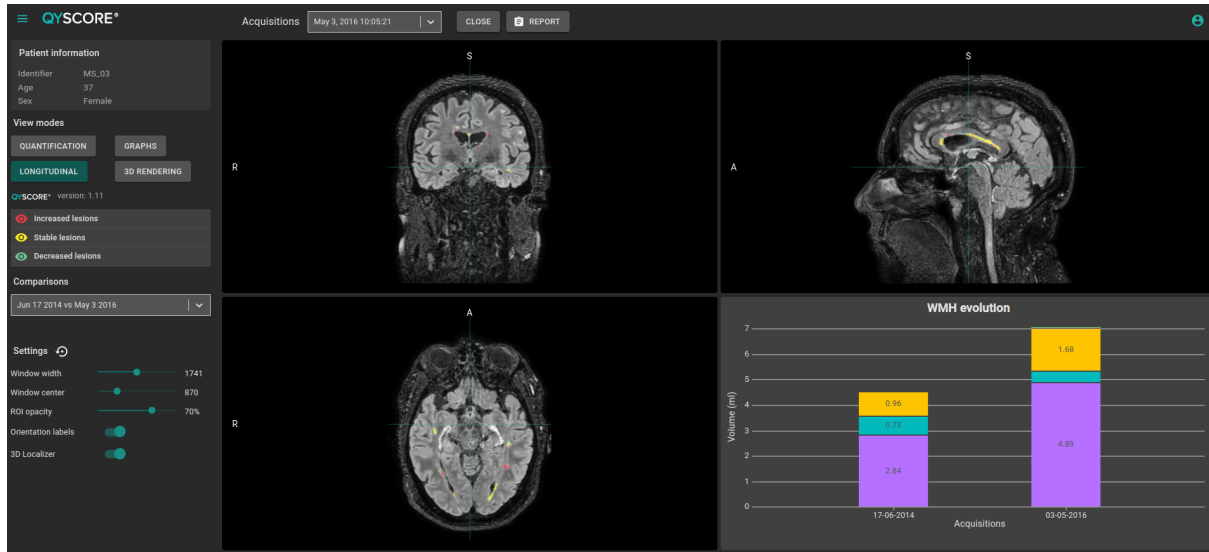 QYSCORE®
Acquisitions
May 3, 2016 10:05:21
CLOSE
REPORT
Patient information
Identifier MS_03
Age 37
Sex Female
View modes
QUANTIFICATION
GRAPHS
LONGITUDINAL
3D RENDERING
QYSCORE® version: 1.11
Increased lesions
Stable lesions
Decreased lesions
Comparisons
Jun 17 2014 vs May 3 2016
Settings
Window width 1741
Window center 870
ROI opacity 70%
Orientation labels
3D Localizer
S
R
S
A
A
R
WMH evolution
Volume (ml)
7
6
5
4
3
2
1
0
0.96
0.73
2.84
1.68
4.89
17-06-2014
03-05-2016
Acquisitions